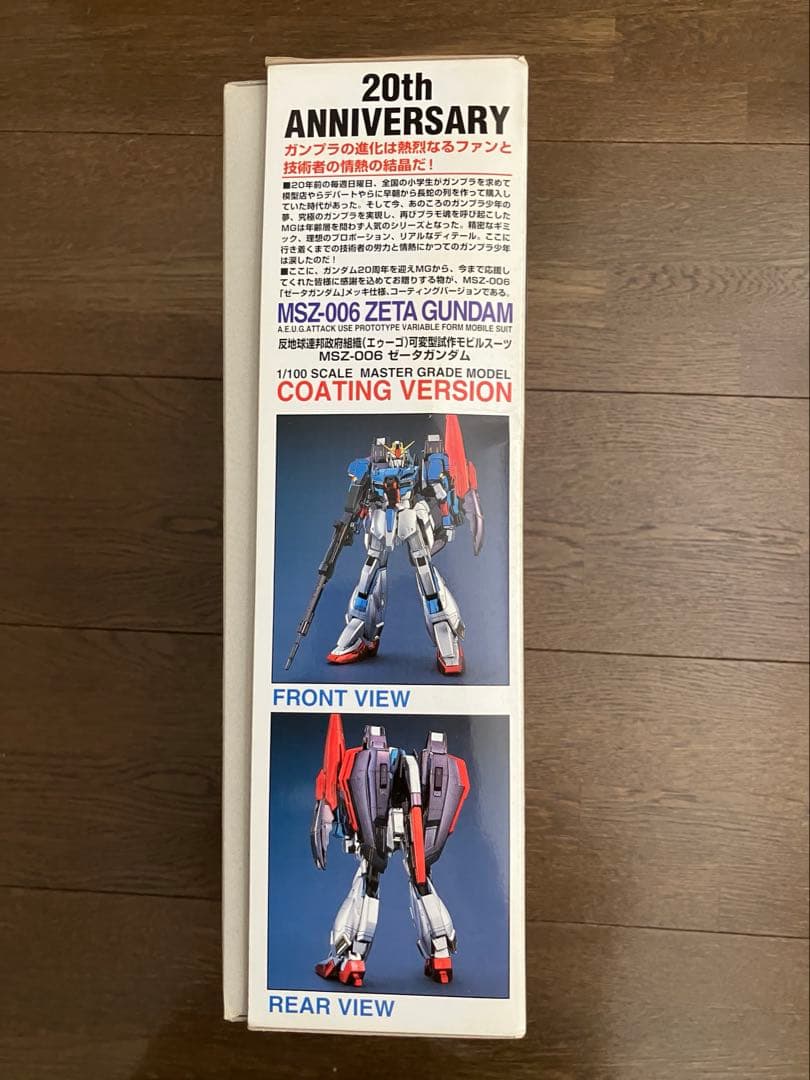 20th
ANNIVERSARY
ガンプラの進化は熱烈なるファンと
技術者の情熱の結晶だ!
■20年前の毎週日曜日、全国の小学生がガンプラを求めて
模型店やらデパートやらに早朝から長蛇の列を作って購入し
ていた時代があった。そして今、あのころのガンプラ少年の
夢、究極のガンプラを実現し、再びプラモ魂を呼び起こした
MGは年齢層を問わず人気のシリーズとなった。精密なギミ
ック、理想のプロポーション、リアルなディテール。ここに
行き着くまでの技術者の労力と情熱にかつてのガンプラ少年
は涙したのだ!
■ここに、ガンダム20周年を迎えMGから、今まで応援し
てくれた皆様に感謝を込めてお贈りする物が、MSZ-006
「ゼータガンダム」メッキ仕様、コーティングバージョンである。
MSZ-006 ZETA GUNDAM
A.E.U.G.ATTACK USE PROTOTYPE VARIABLE FORM MOBILE SUIT
反地球連邦政府組織(エゥーゴ)可変型試作モビルスーツ
MSZ-006 ゼータガンダム
1/100 SCALE MASTER GRADE MODEL
COATING VERSION
FRONT VIEW
REAR VIEW